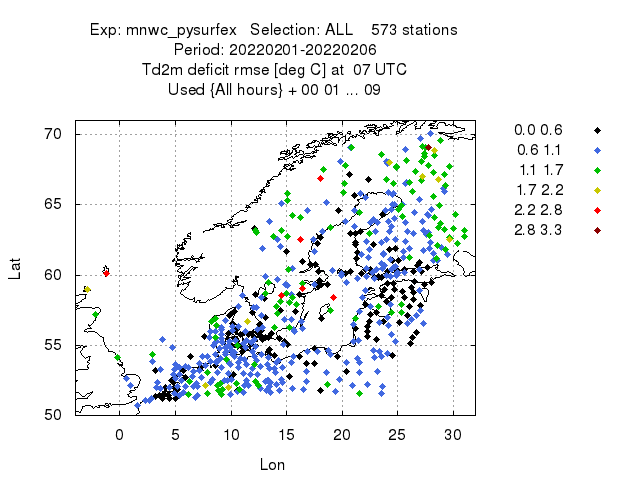 Exp: mnwc_pysurfex   Selection: ALL    573 stations
Period: 20220201-20220206
Td2m deficit rmse [deg C] at  07 UTC
Used {All hours} + 00 01 ... 09
0.0 0.6
0.6 1.1
1.1 1.7
1.7 2.2
2.2 2.8
2.8 3.3
70
65
60
55
50
Lat
0 5 10 15 20 25 30
Lon